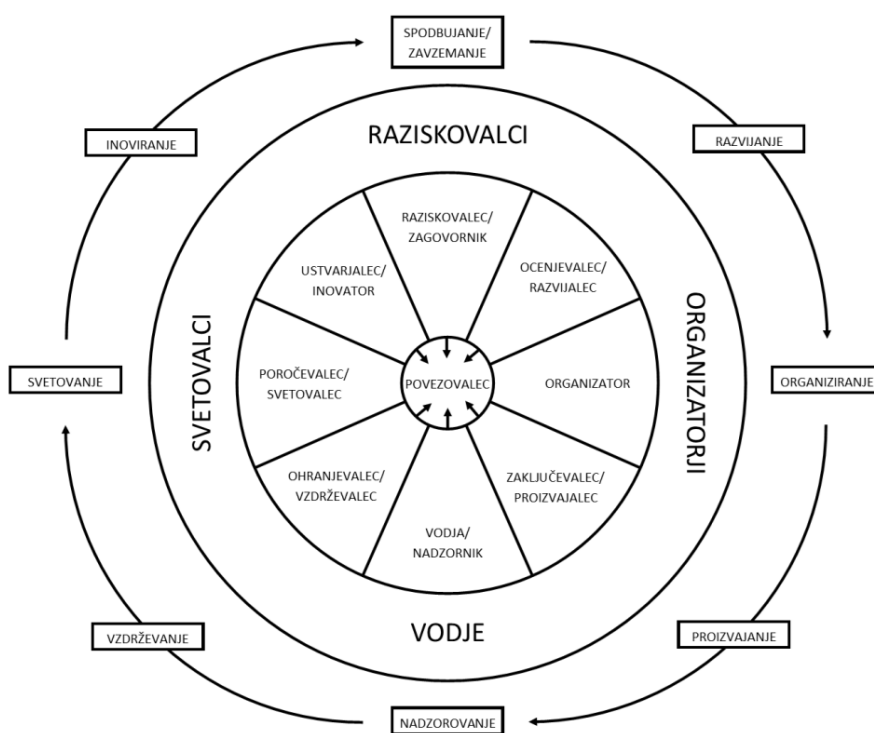 SPODBUJANJE/
ZAVZEMANJE
INOVIRANJE
RAZVIJANJE
RAZISKOVALCI
RAZISKOVALEC/
ZAGOVORNIK
USTVARJALEC/
INOVATOR
OCENJEVALEC/
RAZVIJALEC
SVETOVALCI
ORGANIZATORJI
SVETOVANJE
POROČEVALEC/
SVETOVALEC
POVEZOVALEC
ORGANIZATOR
ORGANIZIRANJE
OHRANJEVALEC/
VZDRŽEVALEC
ZAKLJUČEVALEC/
PROIZVAJALEC
VODJA/
NADZORNIK
VODJE
VZDRŽEVANJE
PROIZVAJANJE
NADZOROVANJE